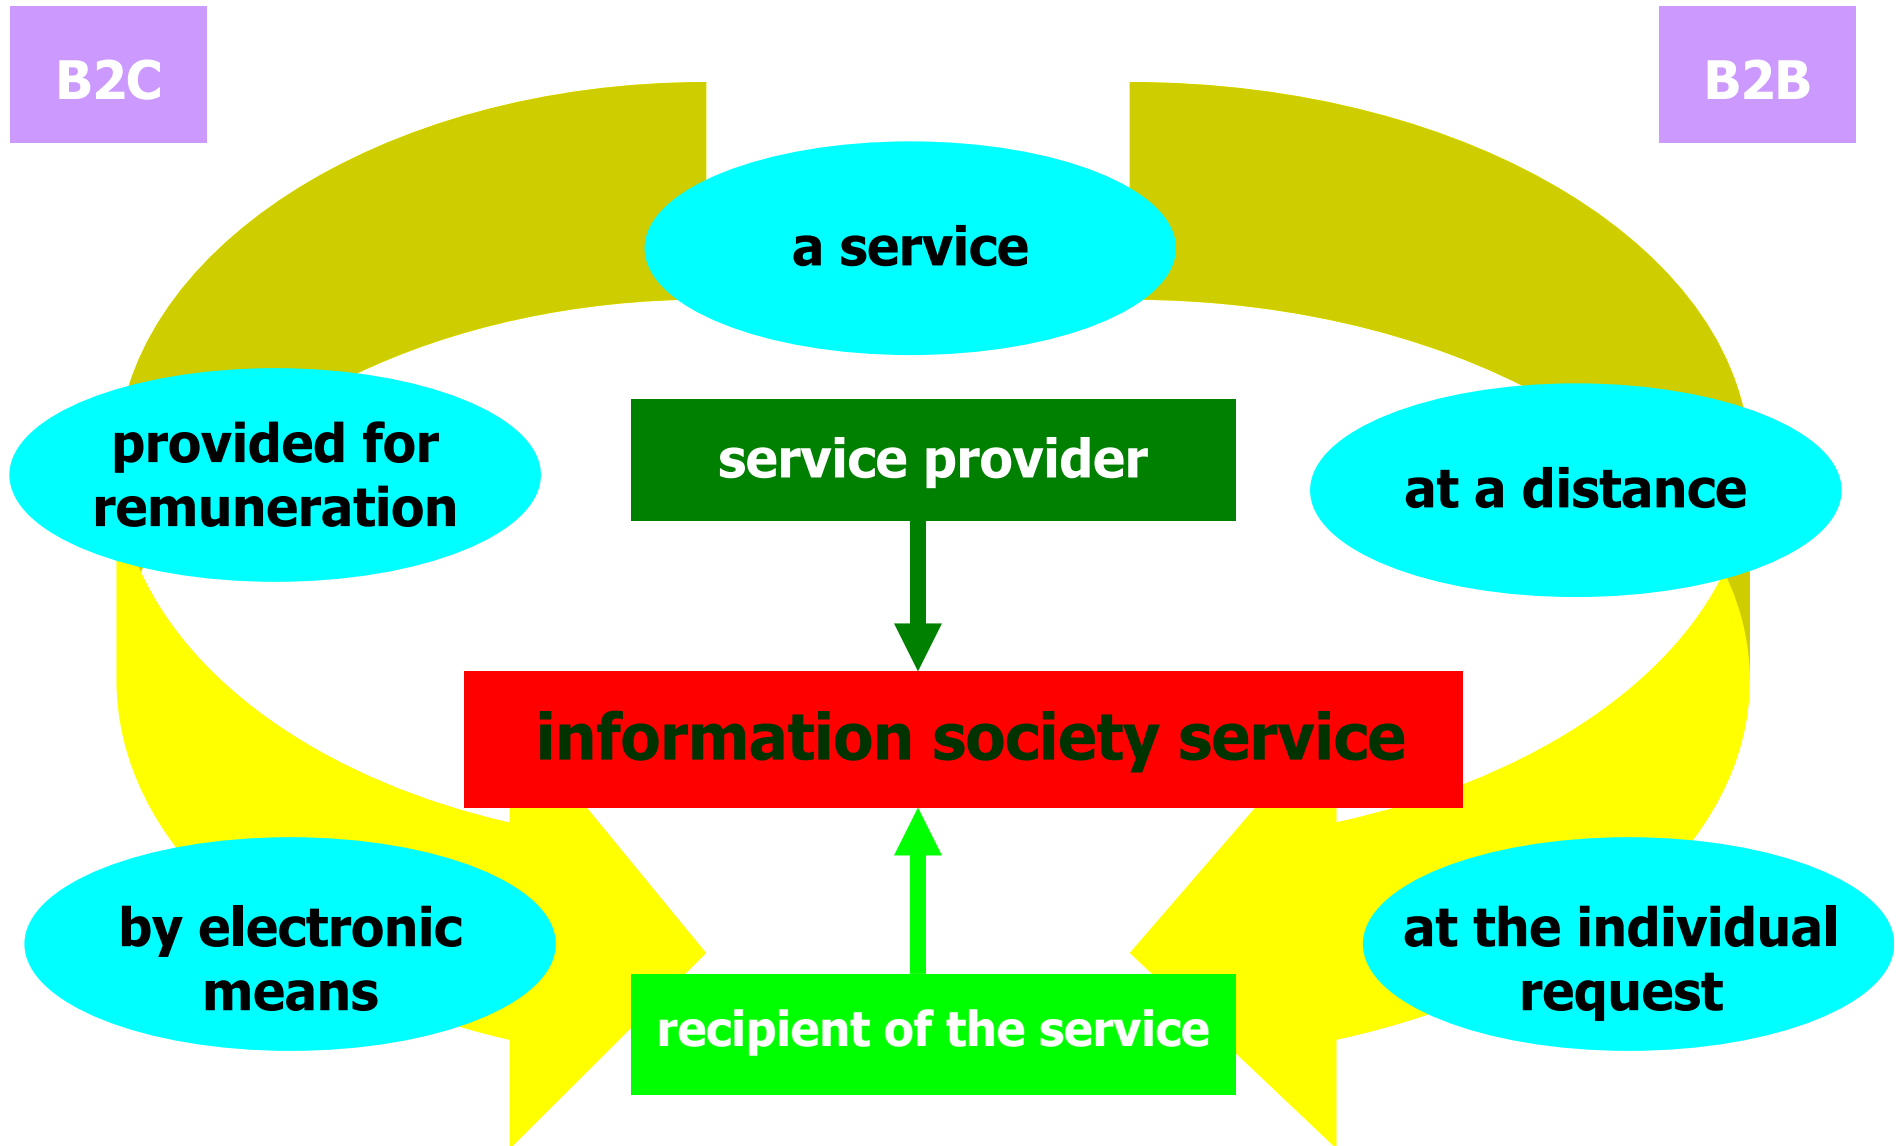 B2C
B2B
a service
provided for
remuneration
service provider
at a distance
information society service
by electronic
means
at the individual
request
recipient of the service